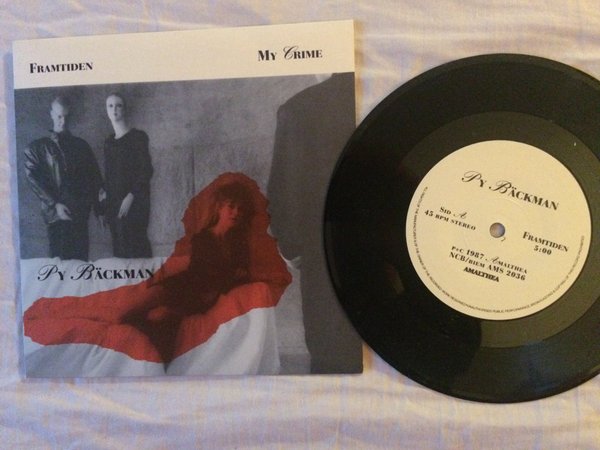 FRAMTIDEN
MY CRIME
PY BÄCKMAN
PY BÄCKMAN
SID A
45 RPM STEREO
FRAMTIDEN
5:00
P+C 1987 AMALTHEA
NCB/BIEM AMS 2036
AMALTHEA